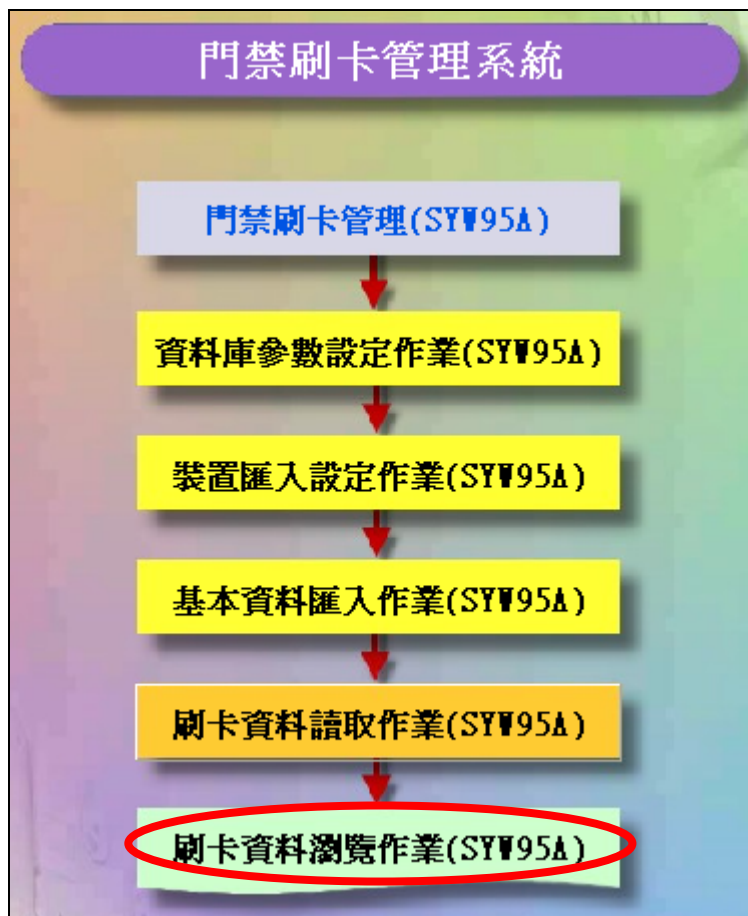 門禁刷卡管理系統
門禁刷卡管理(SYW95A)
資料庫參數設定作業(SYW95A)
裝置匯入設定作業(SYW95A)
基本資料匯入作業(SYW95A)
刷卡資料讀取作業(SYW95A)
刷卡資料瀏覽作業(SYW95A)